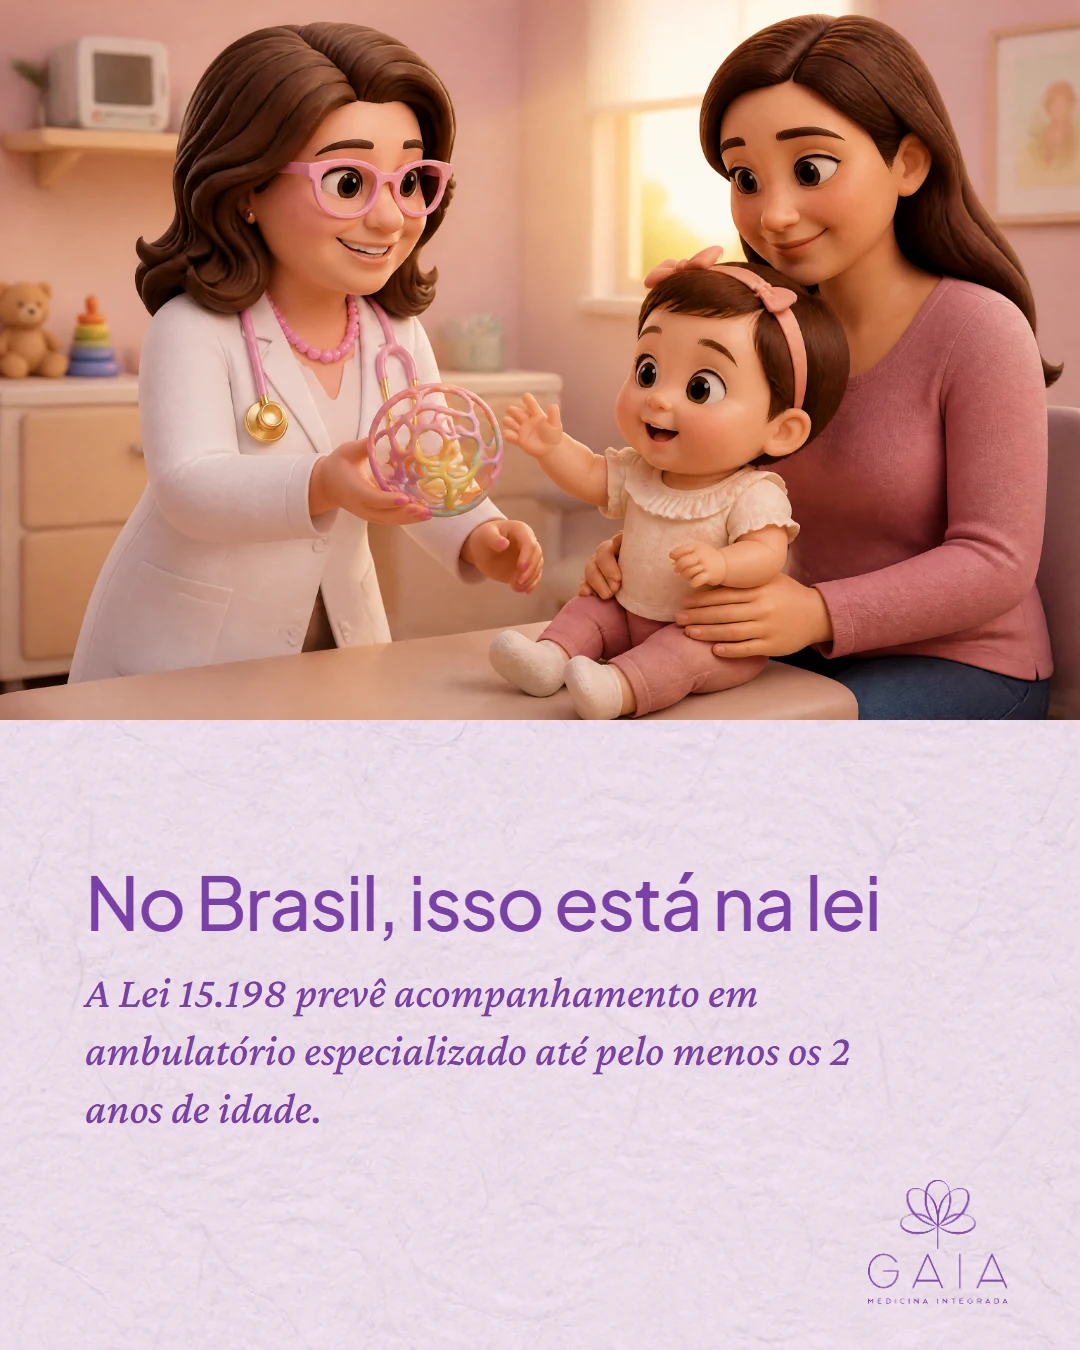 No Brasil, isso está na lei
A Lei 15.198 prevê acompanhamento em
ambulatório especializado até pelo menos os 2
anos de idade.
GAIA
MEDICINA INTEGRADA